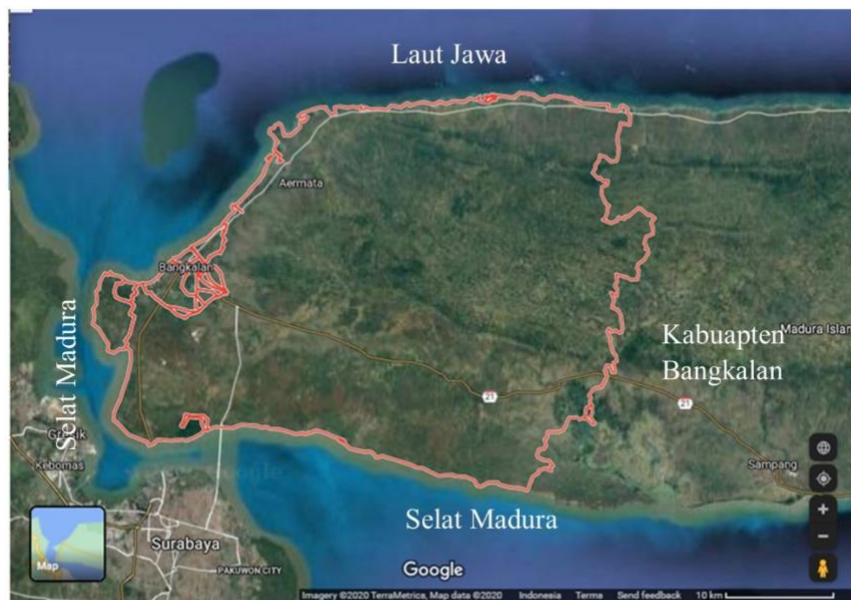 Laut Jawa
Aermata
Bangkalan
Selat Madura
Kabuapten
Bangkalan
Madura Islan
21
21
Gresik
Kebomas
Sampang
Selat Madura
Surabaya
Map
Google
PAKUWON CITY
Imagery ©2020 TerraMetrics, Map data ©2020 Indonesia Terms Send feedback 10 km